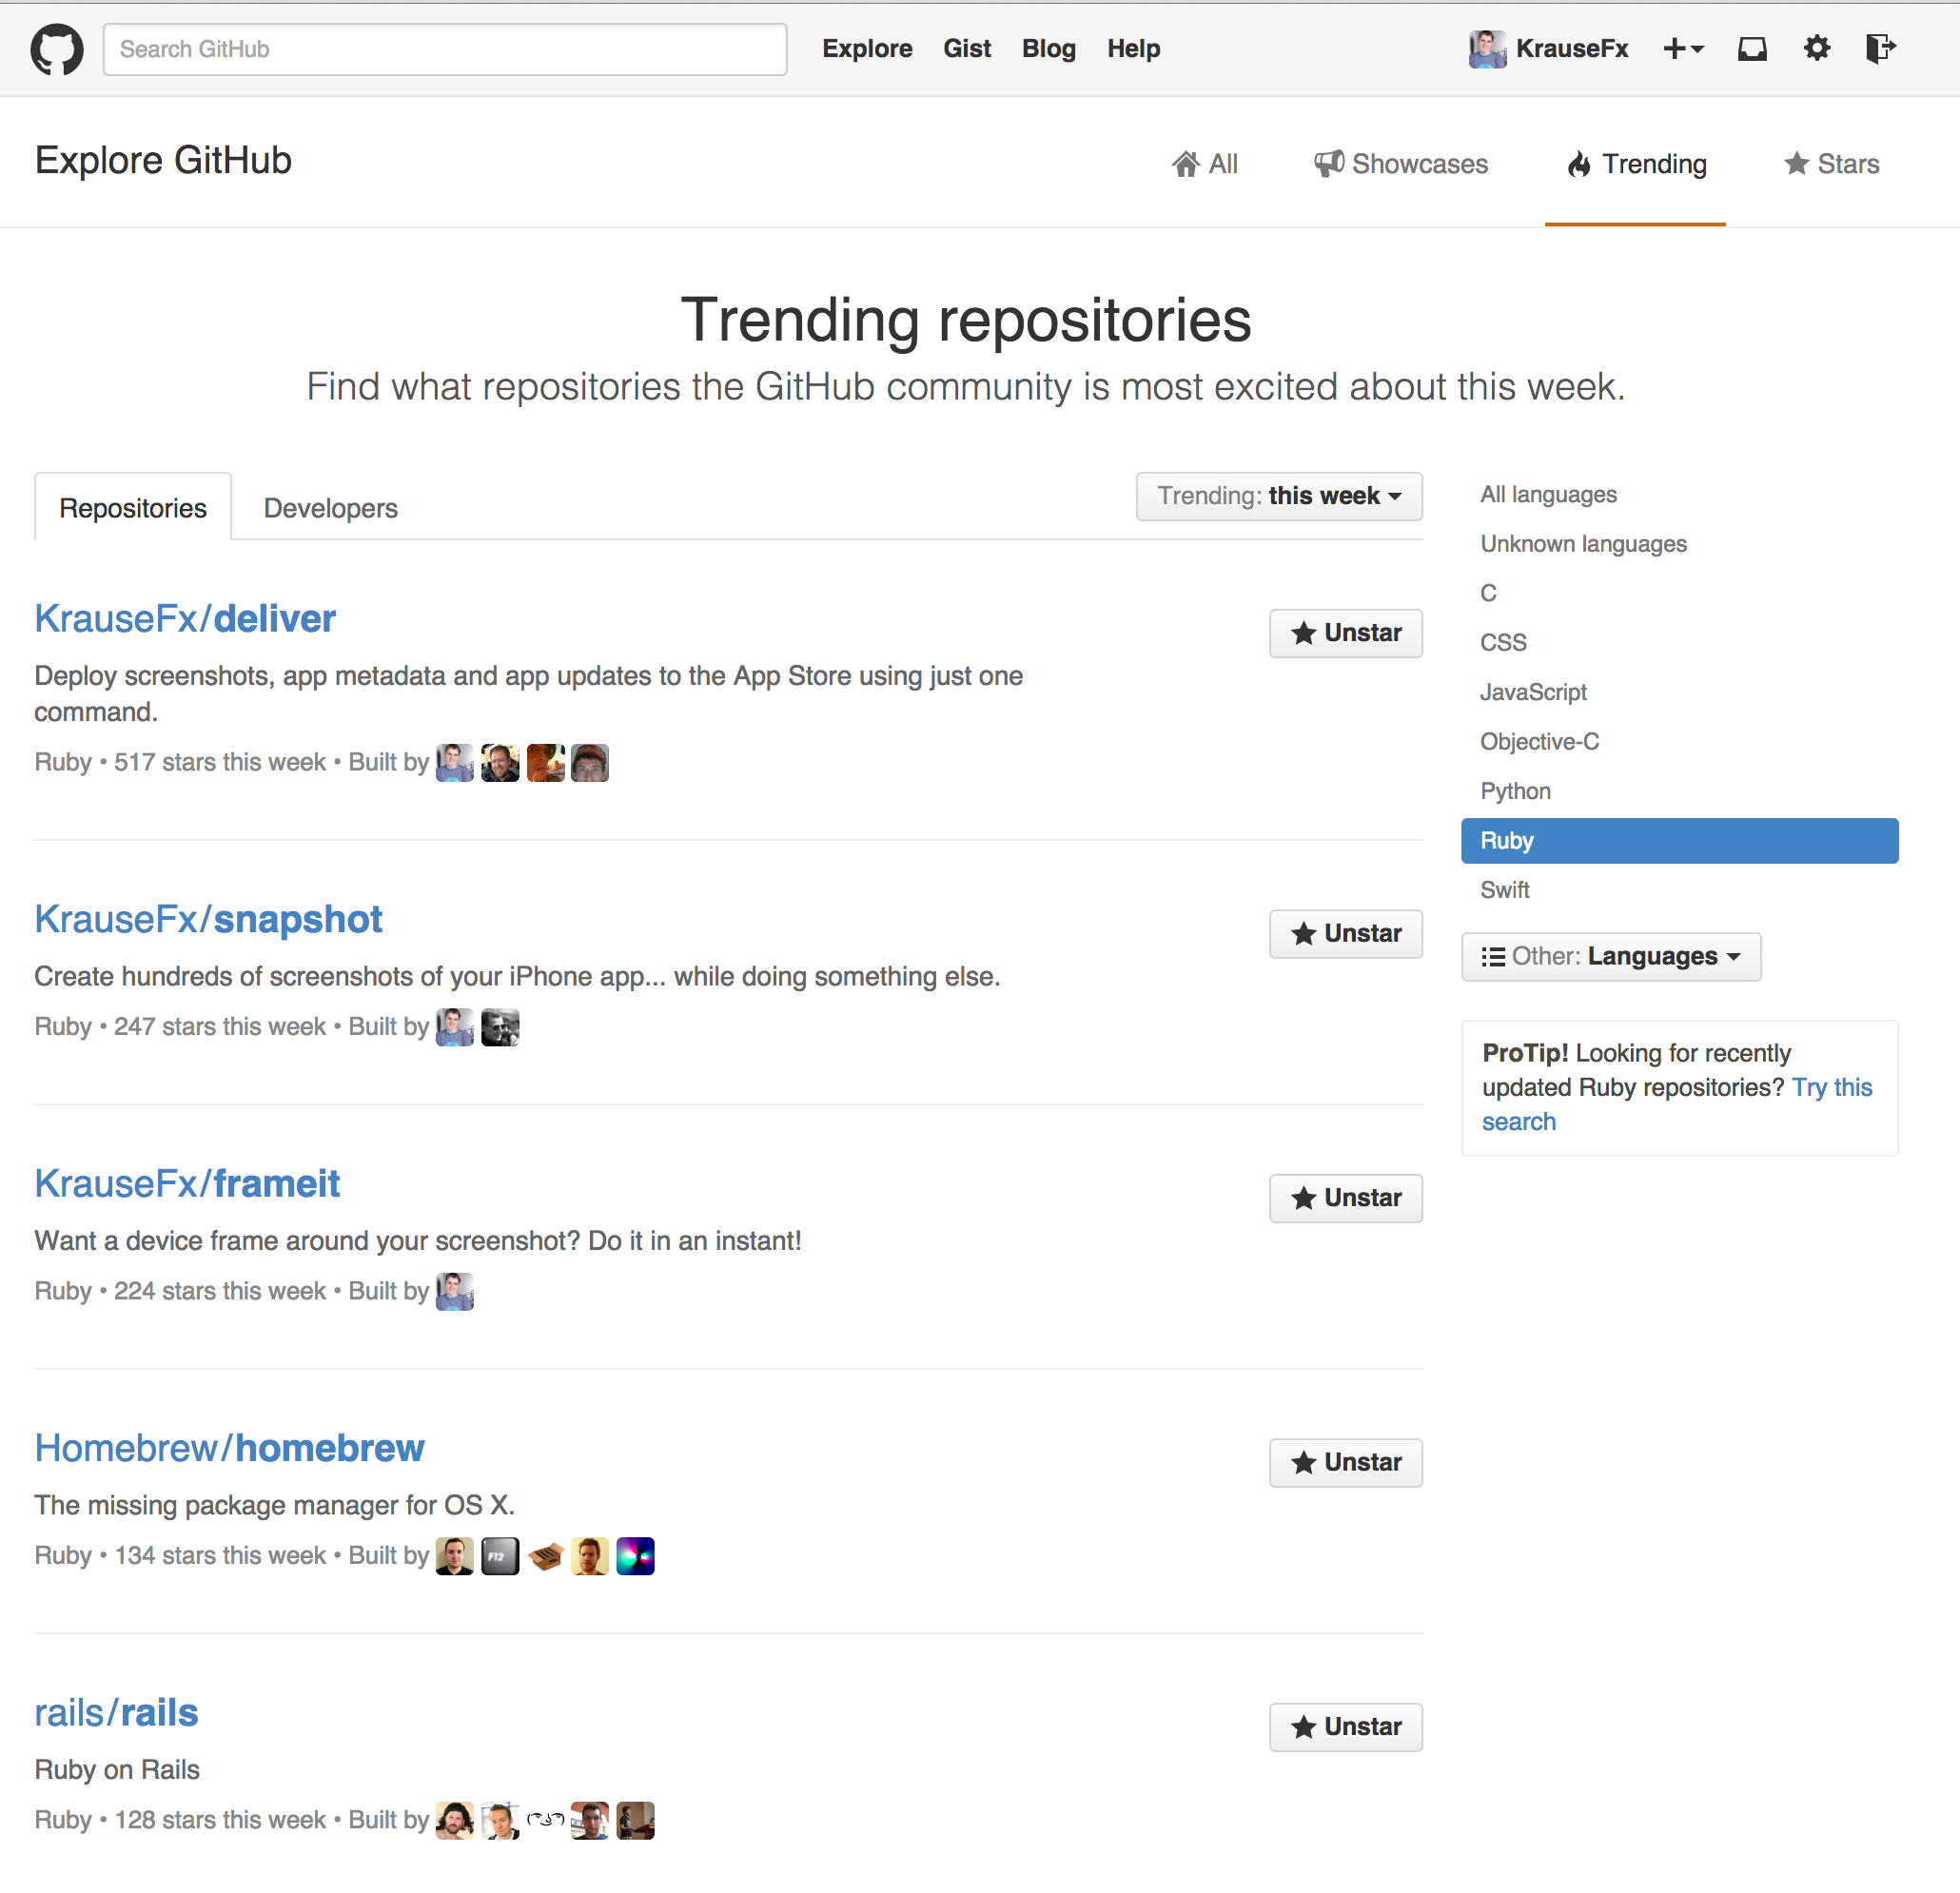 Search GitHub
Explore Gist Blog Help
KrauseFx
Explore GitHub
All Showcases Trending Stars
Trending repositories
Find what repositories the GitHub community is most excited about this week.
Repositories Developers
Trending: this week
KrauseFx/deliver
Unstar
Deploy screenshots, app metadata and app updates to the App Store using just one
command.
Ruby • 517 stars this week • Built by
KrauseFx/snapshot
Unstar
Create hundreds of screenshots of your iPhone app... while doing something else.
Ruby • 247 stars this week • Built by
KrauseFx/frameit
Unstar
Want a device frame around your screenshot? Do it in an instant!
Ruby • 224 stars this week • Built by
Homebrew/homebrew
Unstar
The missing package manager for OS X.
Ruby • 134 stars this week • Built by
F12
rails/rails
Unstar
Ruby on Rails
Ruby • 128 stars this week • Built by
( ͡° ͜ʖ ͡°)
All languages
Unknown languages
C
CSS
JavaScript
Objective-C
Python
Ruby
Swift
Other: Languages
ProTip! Looking for recently
updated Ruby repositories? Try this
search